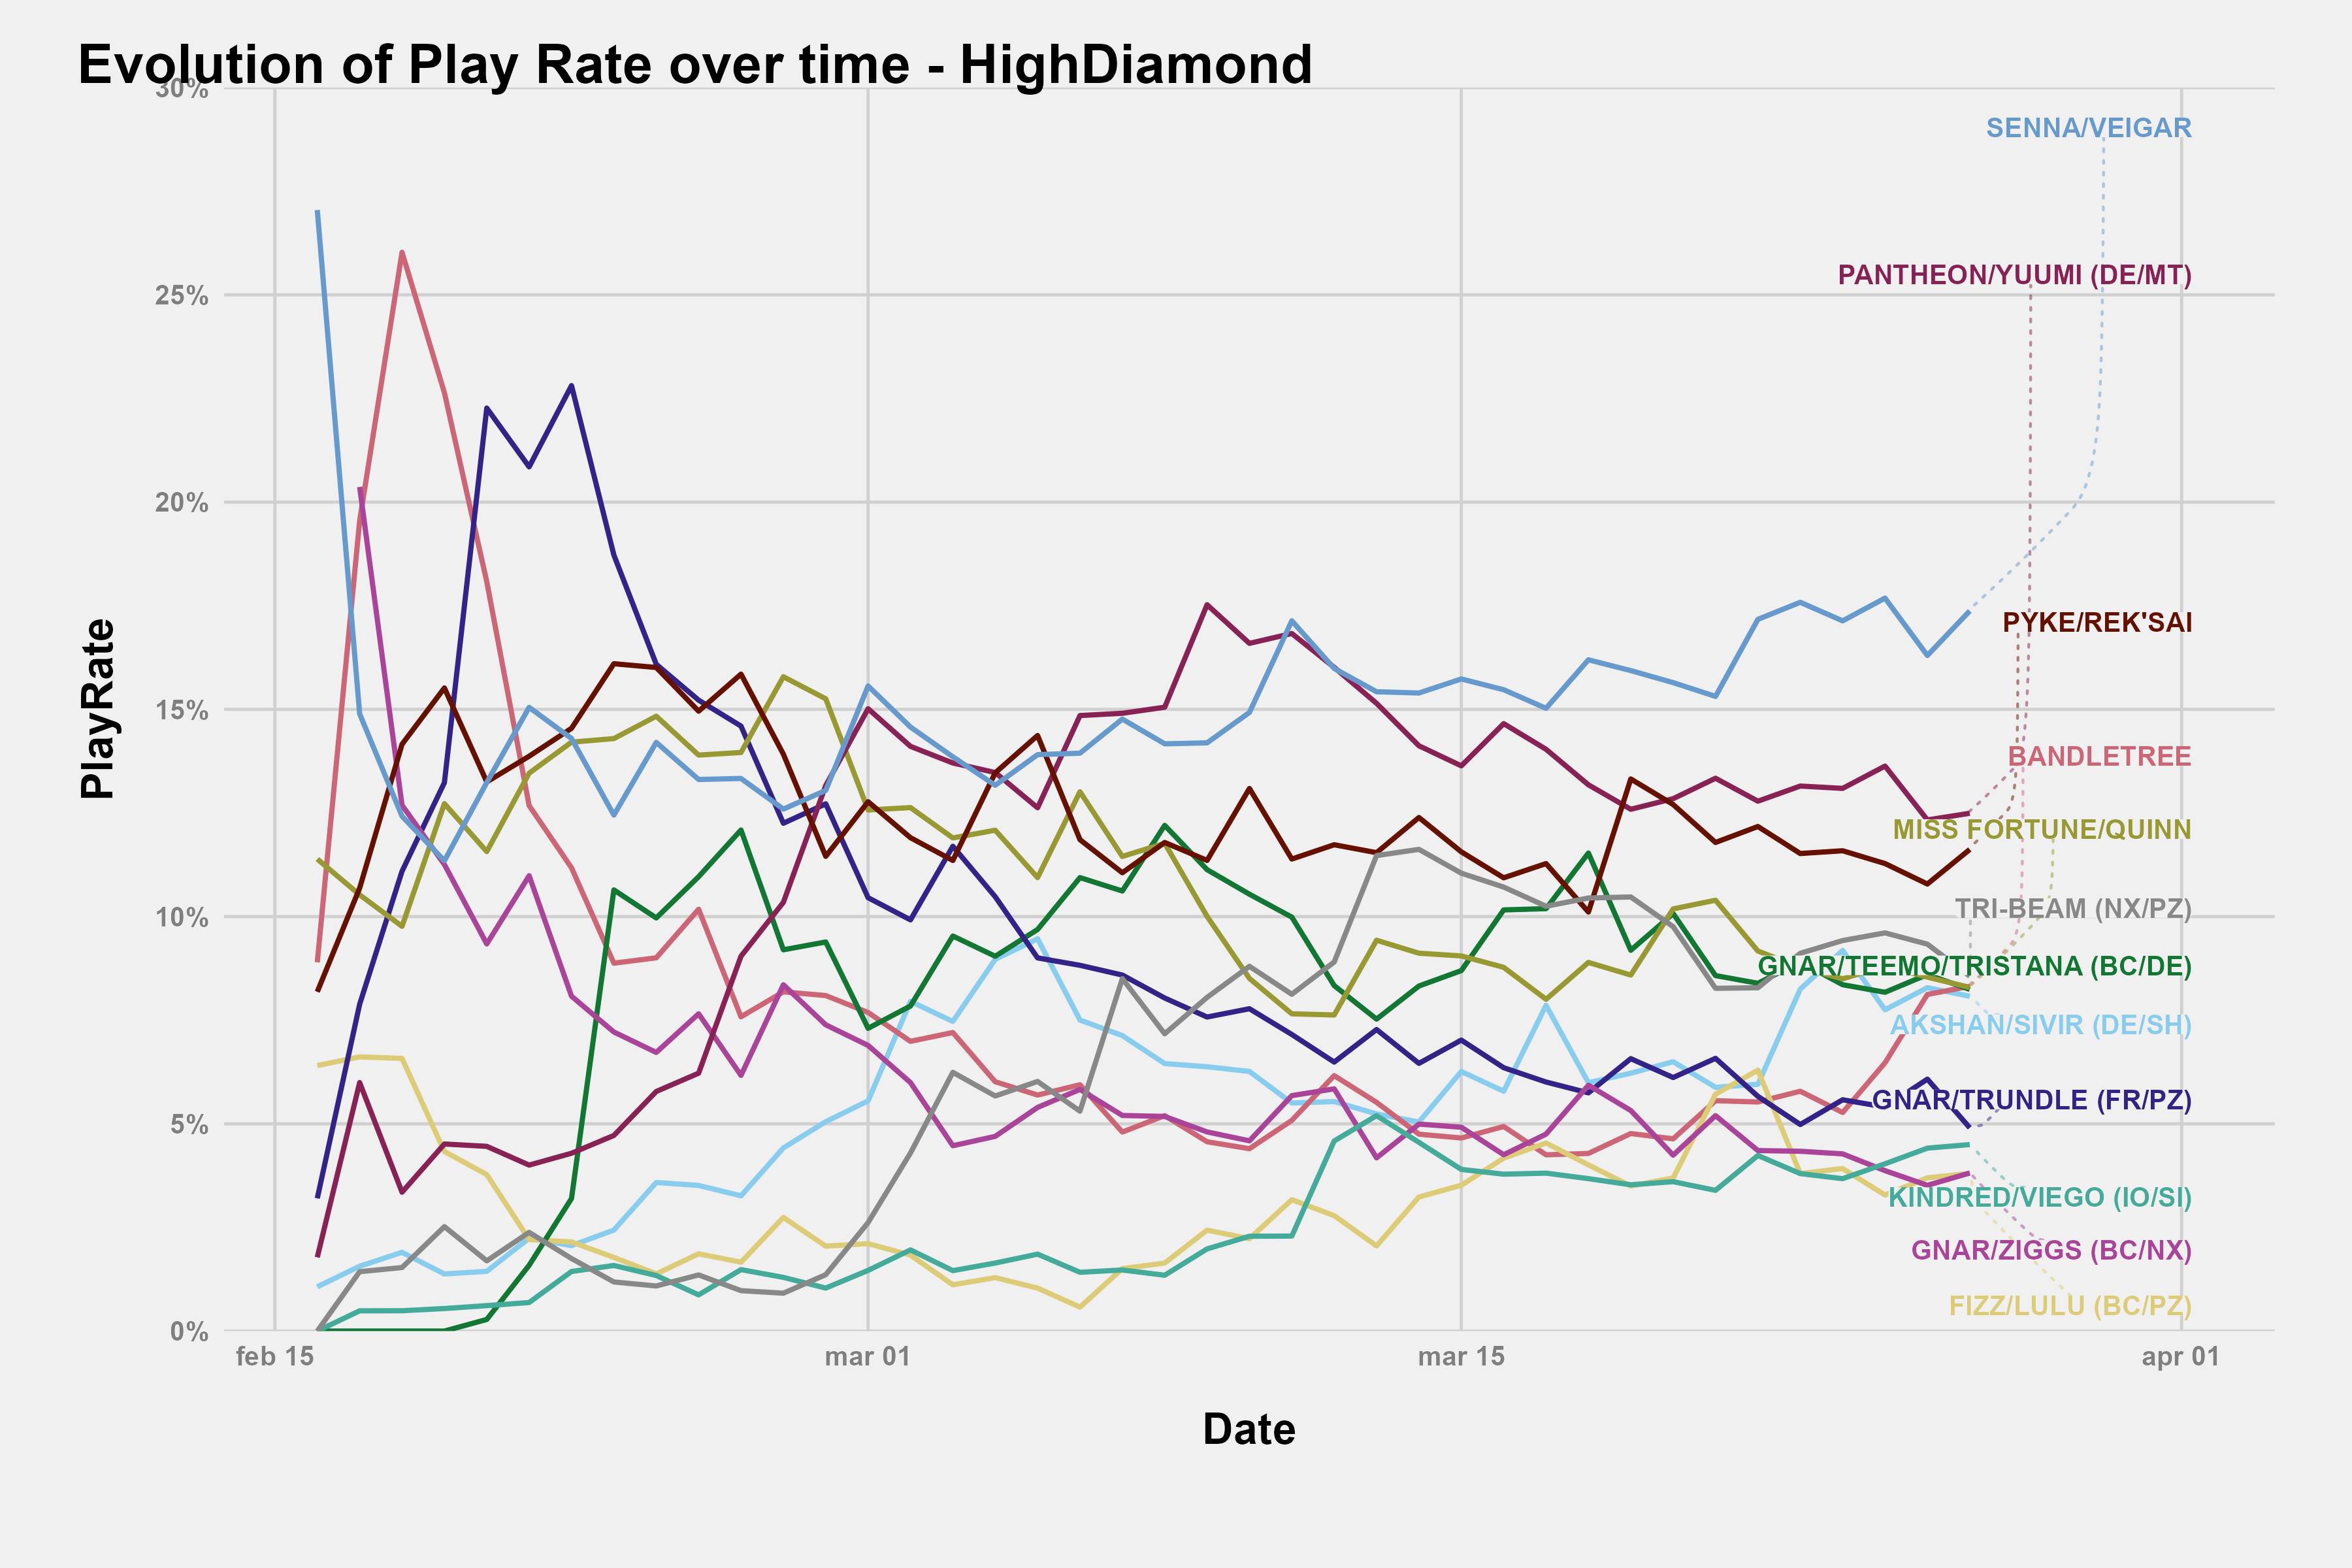 Evolution of Play Rate over time - HighDiamond
30%
25%
20%
15%
10%
5%
0%
PlayRate
SENNA/VEIGAR
PANTHEON/YUUMI (DE/MT)
PYKE/REK'SAI
BANDLETREE
MISS FORTUNE/QUINN
TRI-BEAM (NX/PZ)
GNAR/TEEMO/TRISTANA (BC/DE)
AKSHAN/SIVIR (DE/SH)
GNAR/TRUNDLE (FR/PZ)
KINDRED/VIEGO (IO/SI)
GNAR/ZIGGS (BC/NX)
FIZZ/LULU (BC/PZ)
feb 15
mar 01
mar 15
apr 01
Date